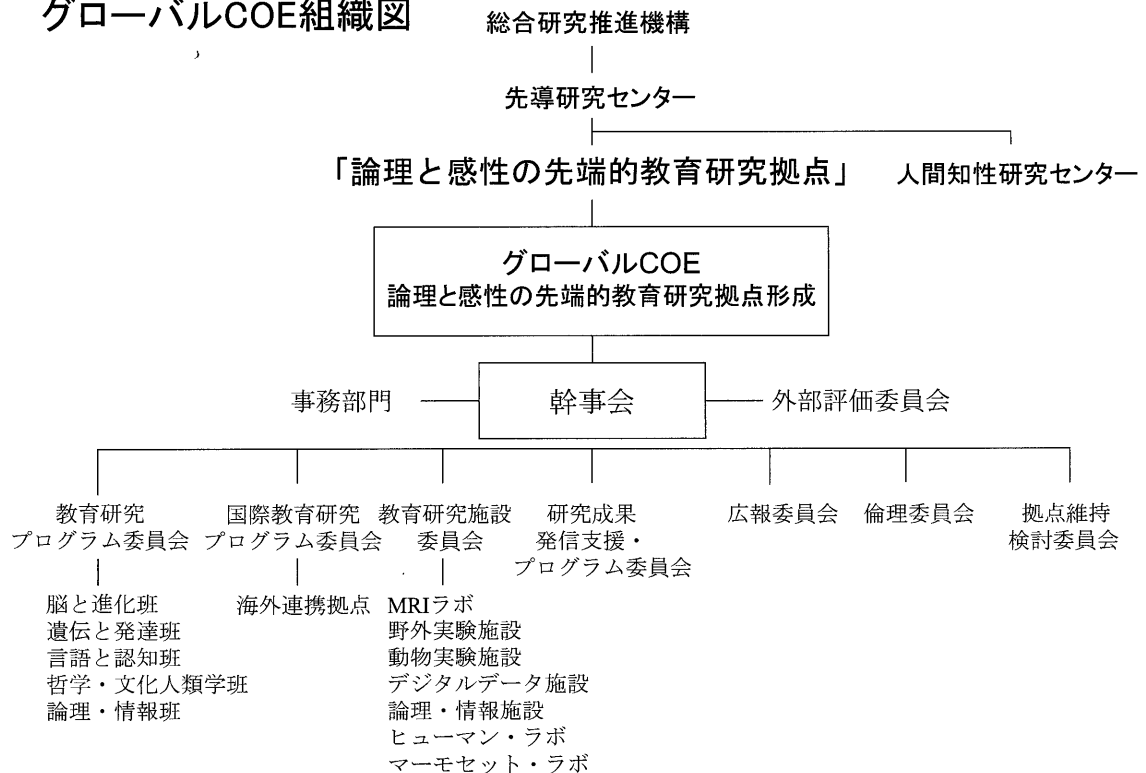 グローバルCOE組織図
総合研究推進機構
先導研究センター
「論理と感性の先端的教育研究拠点」
人間知性研究センター
グローバルCOE
論理と感性の先端的教育研究拠点形成
事務部門
幹事会
外部評価委員会
教育研究
プログラム委員会
国際教育研究
プログラム委員会
教育研究施設
委員会
研究成果
発信支援・
プログラム委員会
広報委員会
倫理委員会
拠点維持
検討委員会
脳と進化班
遺伝と発達班
言語と認知班
哲学・文化人類学班
論理・情報班
海外連携拠点
MRIラボ
野外実験施設
動物実験施設
デジタルデータ施設
論理・情報施設
ヒューマン・ラボ
マーモセット・ラボ